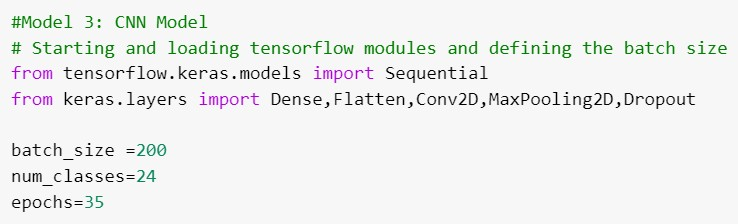 #Model 3: CNN Model
# Starting and loading tensorflow modules and defining the batch size
from tensorflow.keras.models import Sequential
from keras.layers import Dense,Flatten,Conv2D,MaxPooling2D,Dropout
batch_size =200
num_classes=24
epochs=35